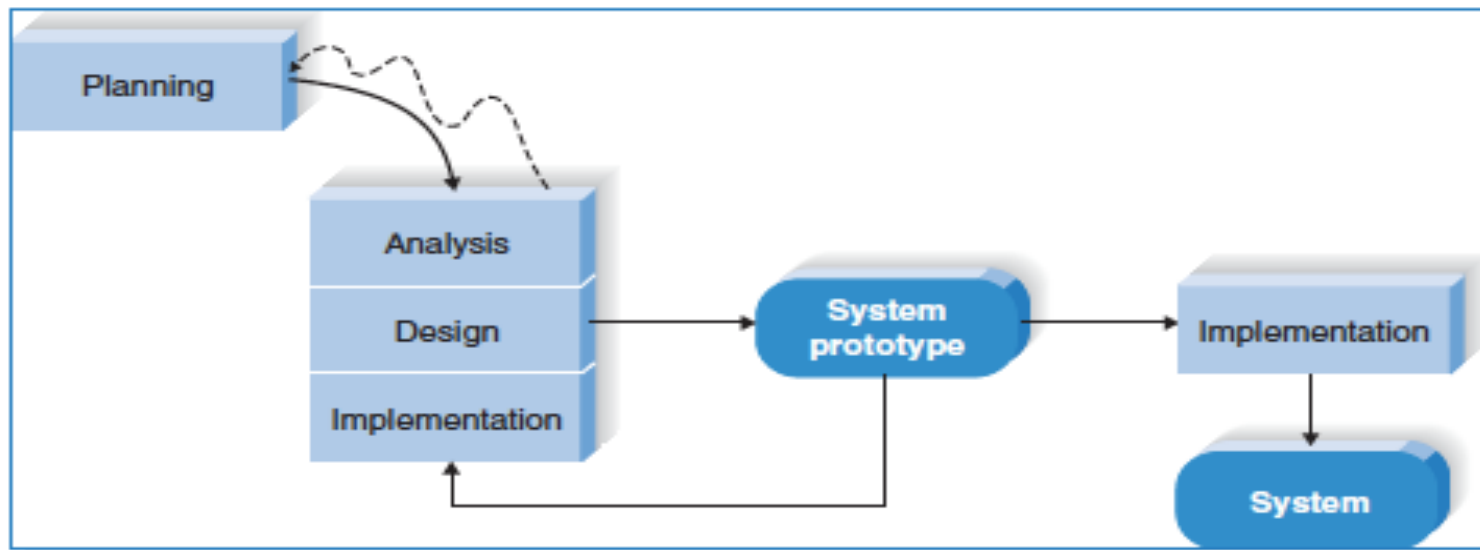 Planning
Analysis
Design
Implementation
System
prototype
Implementation
System